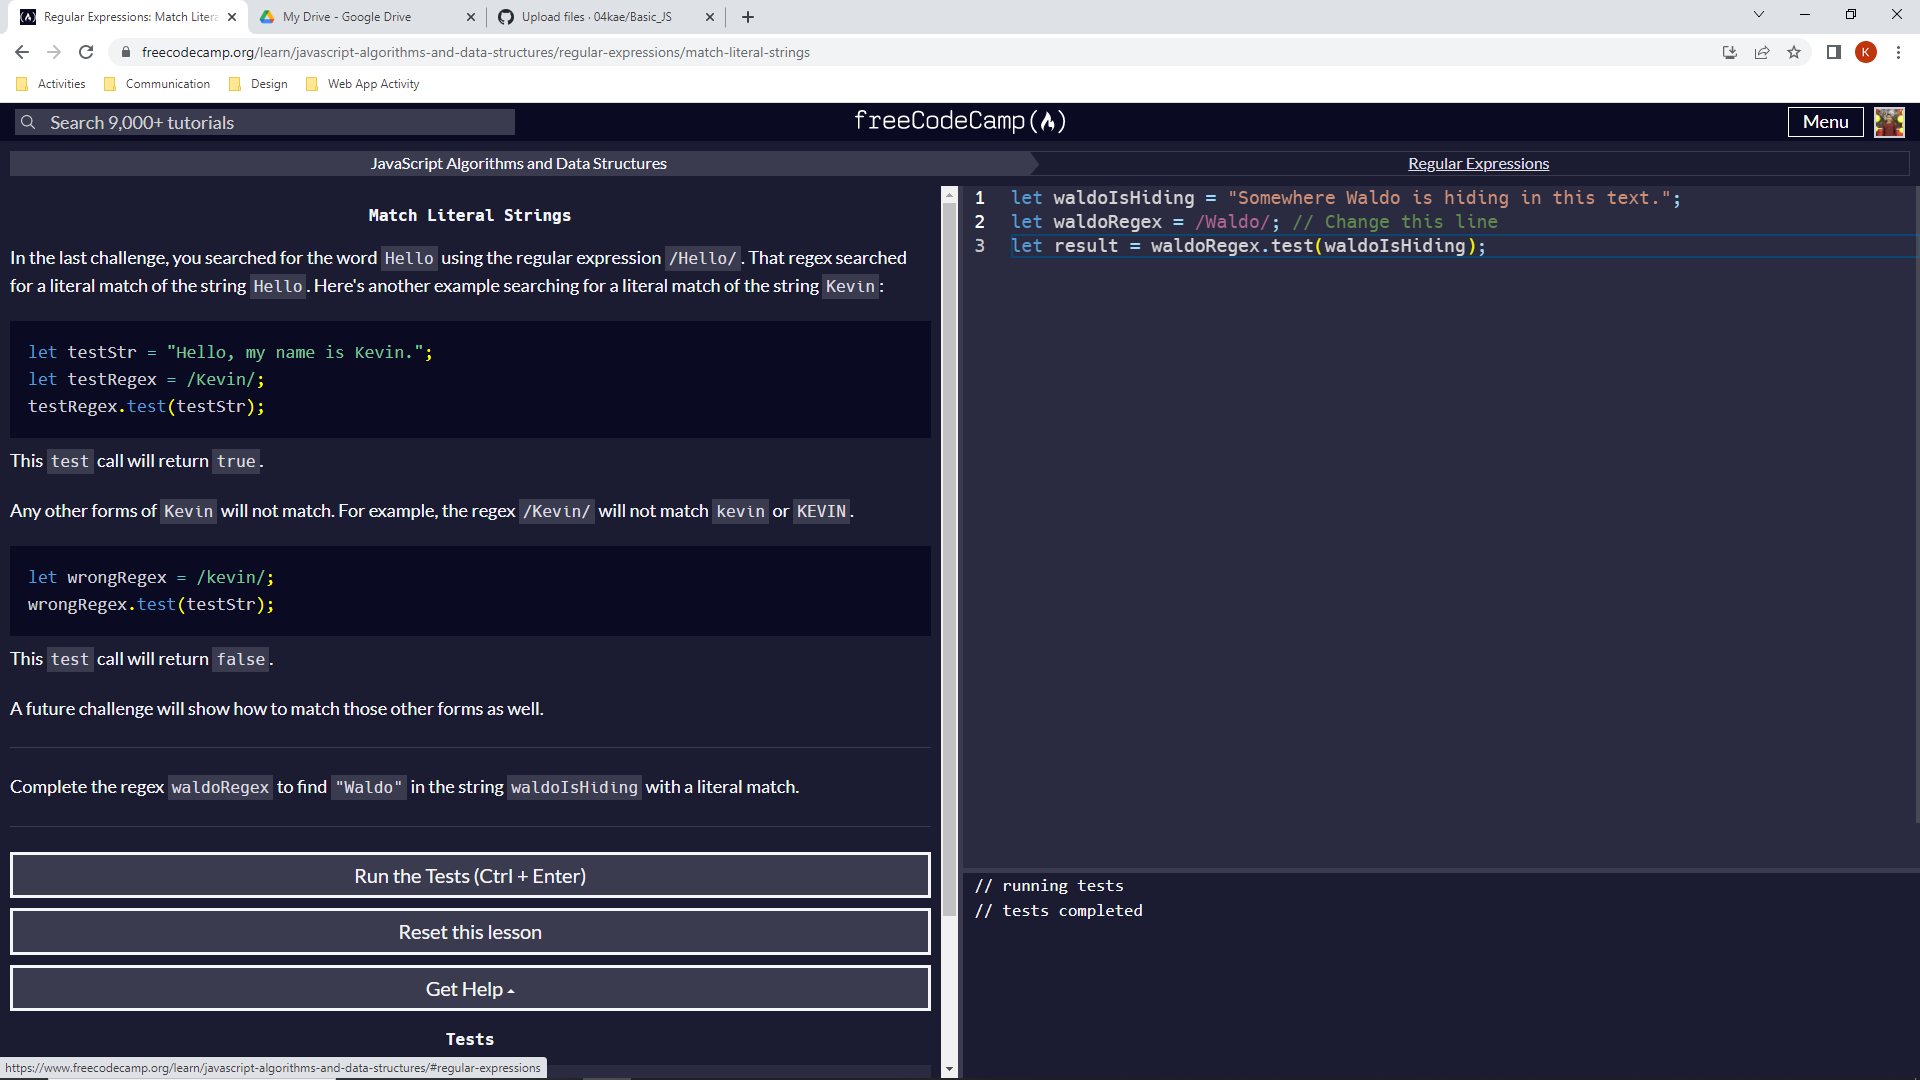 Regular Expressions: Match Litera
My Drive - Google Drive
Upload files · 04kae/Basic_JS
freecodecamp.org/learn/javascript-algorithms-and-data-structures/regular-expressions/match-literal-strings
K
Activities
Communication
Design
Web App Activity
Search 9,000+ tutorials
freeCodeCamp
Menu
JavaScript Algorithms and Data Structures
Regular Expressions
Match Literal Strings
In the last challenge, you searched for the word Hello using the regular expression /Hello/. That regex searched
for a literal match of the string Hello. Here's another example searching for a literal match of the string Kevin:
let testStr = "Hello, my name is Kevin.";
let testRegex = /Kevin/;
testRegex.test(testStr);
This test call will return true.
Any other forms of Kevin will not match. For example, the regex /Kevin/ will not match kevin or KEVIN.
let wrongRegex = /kevin/;
wrongRegex.test(testStr);
This test call will return false.
A future challenge will show how to match those other forms as well.
Complete the regex waldoRegex to find "Waldo" in the string waldoIsHiding with a literal match.
Run the Tests (Ctrl + Enter)
Reset this lesson
Get Help
Tests
https://www.freecodecamp.org/learn/javascript-algorithms-and-data-structures/#regular-expressions
1 let waldoIsHiding = "Somewhere Waldo is hiding in this text.";
2 let waldoRegex = /Waldo/; // Change this line
3 let result = waldoRegex.test(waldoIsHiding);
// running tests
// tests completed